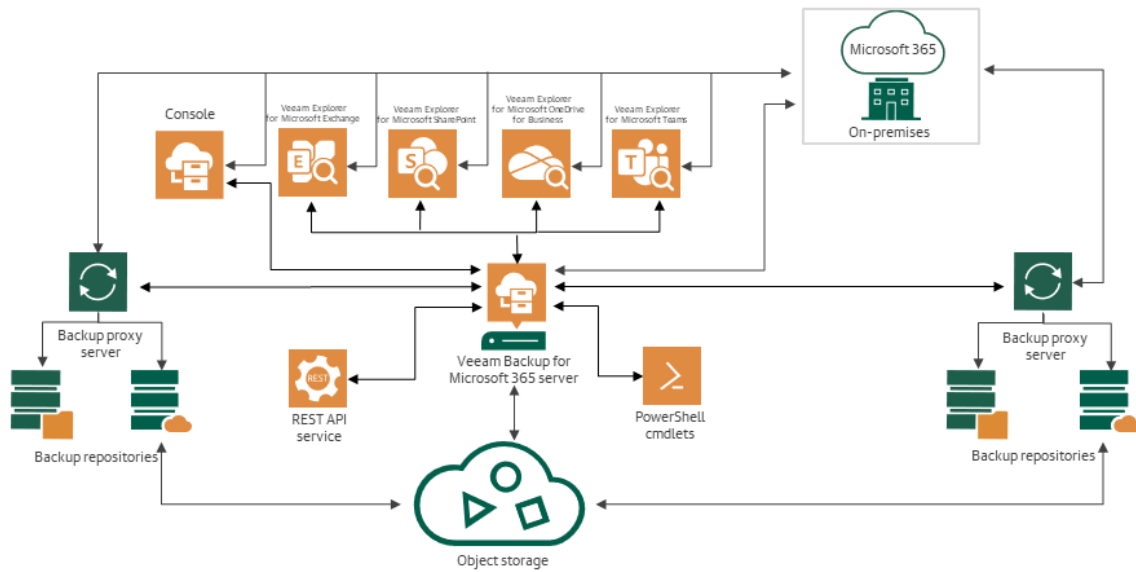 Microsoft 365
On-premises
Console
Veeam Explorer
for Microsoft Exchange
Veeam Explorer
for Microsoft SharePoint
Veeam Explorer
for Microsoft OneDrive
for Business
Veeam Explorer
for Microsoft Teams
E
S
T
Backup proxy
server
Backup repositories
Veeam Backup for
Microsoft 365 server
REST
REST API
service
PowerShell
cmdlets
Backup proxy
server
Backup repositories
Object storage